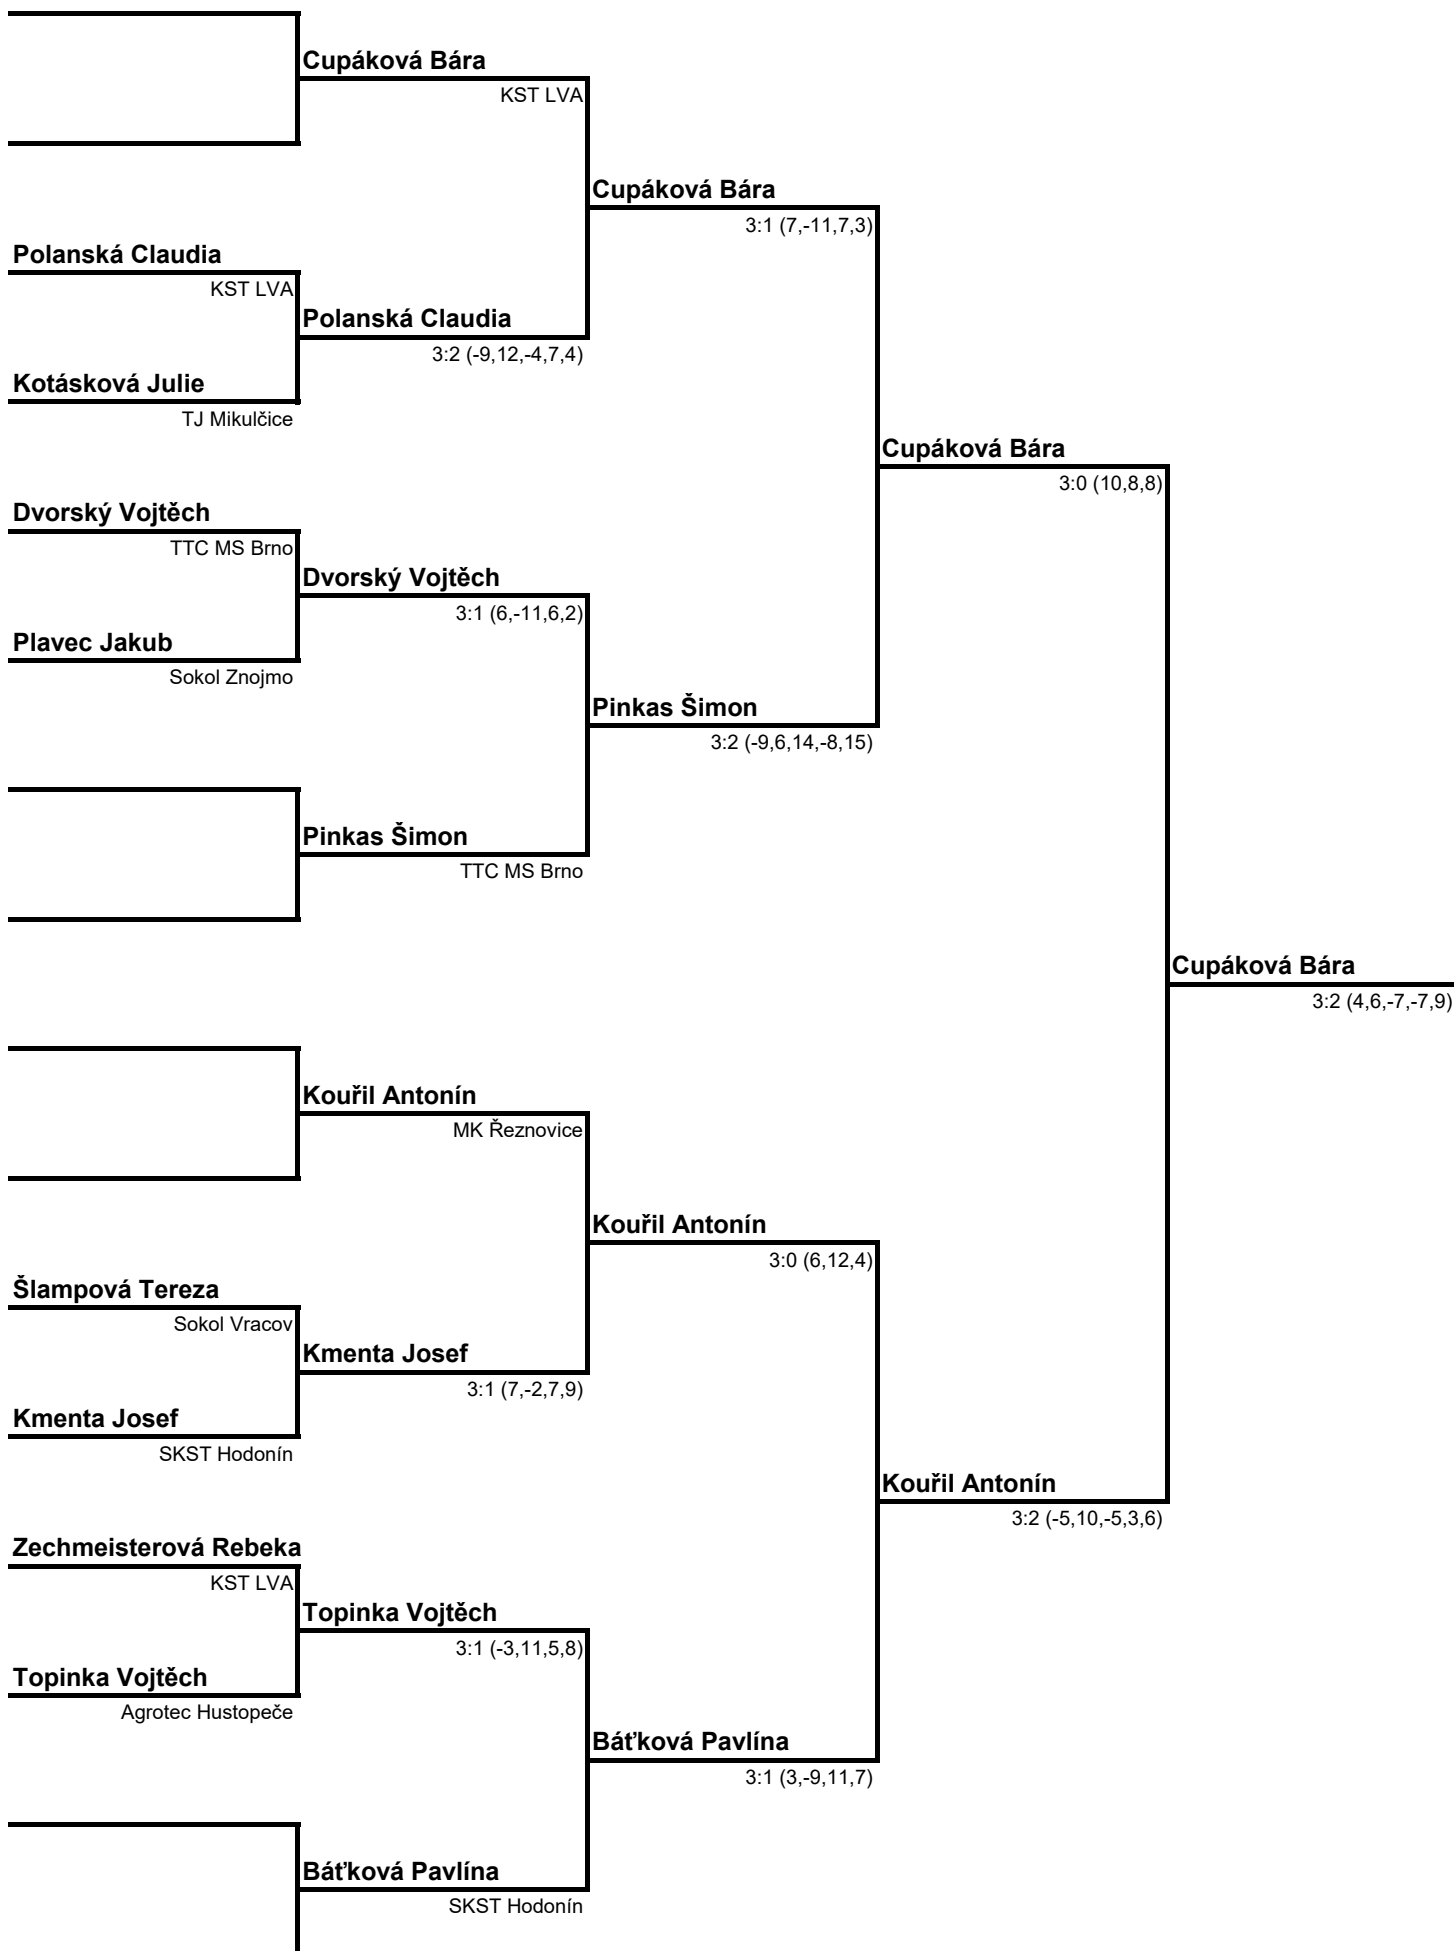 Cupáková Bára
KST LVA
Cupáková Bára
3:1 (7,-11,7,3)
Polanská Claudia
KST LVA
Polanská Claudia
3:2 (-9,12,-4,7,4)
Kotásková Julie
TJ Mikulčice
Cupáková Bára
3:0 (10,8,8)
Dvorský Vojtěch
TTC MS Brno
Dvorský Vojtěch
3:1 (6,-11,6,2)
Plavec Jakub
Sokol Znojmo
Pinkas Šimon
3:2 (-9,6,14,-8,15)
Pinkas Šimon
TTC MS Brno
Cupáková Bára
3:2 (4,6,-7,-7,9)
Kouřil Antonín
MK Řeznovice
Kouřil Antonín
3:0 (6,12,4)
Šlampová Tereza
Sokol Vracov
Kmenta Josef
3:1 (7,-2,7,9)
Kmenta Josef
SKST Hodonín
Kouřil Antonín
3:2 (-5,10,-5,3,6)
Zechmeisterová Rebeka
KST LVA
Topinka Vojtěch
3:1 (-3,11,5,8)
Topinka Vojtěch
Agrotec Hustopeče
Báťková Pavlína
3:1 (3,-9,11,7)
Báťková Pavlína
SKST Hodonín